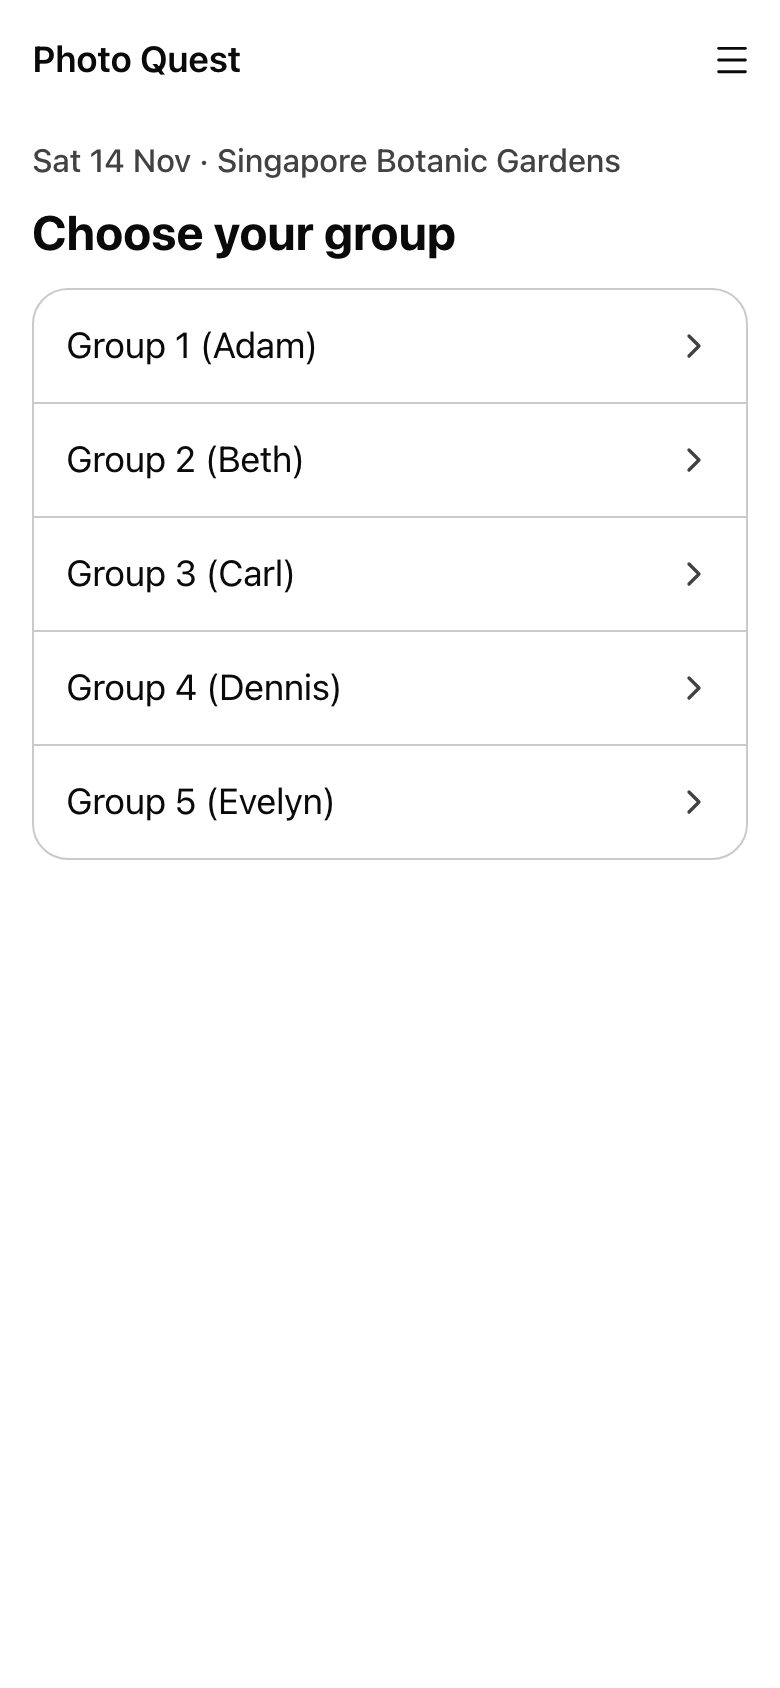 Photo Quest
Sat 14 Nov · Singapore Botanic Gardens
Choose your group
Group 1 (Adam)
Group 2 (Beth)
Group 3 (Carl)
Group 4 (Dennis)
Group 5 (Evelyn)